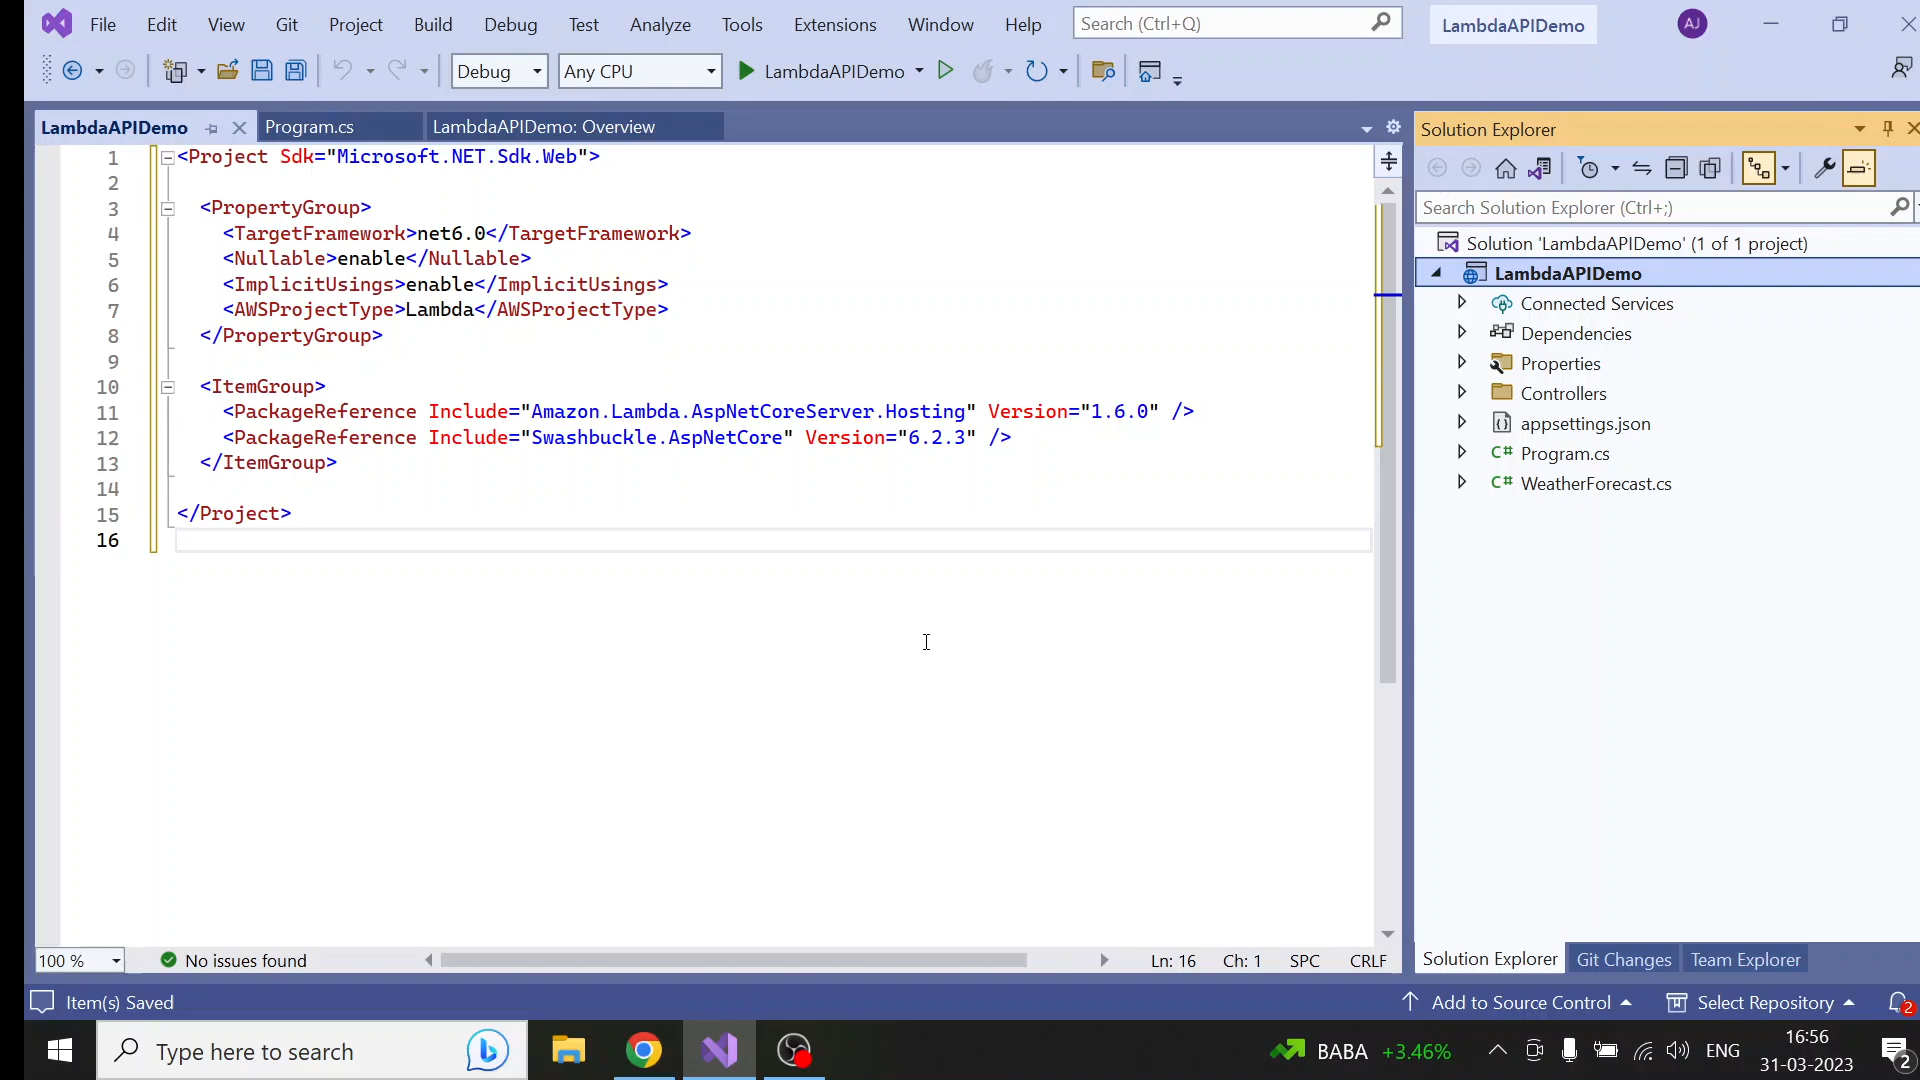 File Edit View Git Project Build Debug Test Analyze Tools Extensions Window Help Search (Ctrl+Q) LambdaAPIDemo AJ
Debug Any CPU LambdaAPIDemo
LambdaAPIDemo Program.cs LambdaAPIDemo: Overview
1 <Project Sdk="Microsoft.NET.Sdk.Web">
2
3 <PropertyGroup>
4 <TargetFramework>net6.0</TargetFramework>
5 <Nullable>enable</Nullable>
6 <ImplicitUsings>enable</ImplicitUsings>
7 <AWSProjectType>Lambda</AWSProjectType>
8 </PropertyGroup>
9
10 <ItemGroup>
11 <PackageReference Include="Amazon.Lambda.AspNetCoreServer.Hosting" Version="1.6.0" />
12 <PackageReference Include="Swashbuckle.AspNetCore" Version="6.2.3" />
13 </ItemGroup>
14
15 </Project>
16
100 % No issues found Ln: 16 Ch: 1 SPC CRLF
Solution Explorer
Search Solution Explorer (Ctrl+;)
Solution 'LambdaAPIDemo' (1 of 1 project)
LambdaAPIDemo
Connected Services
Dependencies
Properties
Controllers
appsettings.json
C# Program.cs
C# WeatherForecast.cs
Solution Explorer Git Changes Team Explorer
Item(s) Saved Add to Source Control Select Repository 2
Type here to search BABA +3.46% ENG 16:56
31-03-2023 2